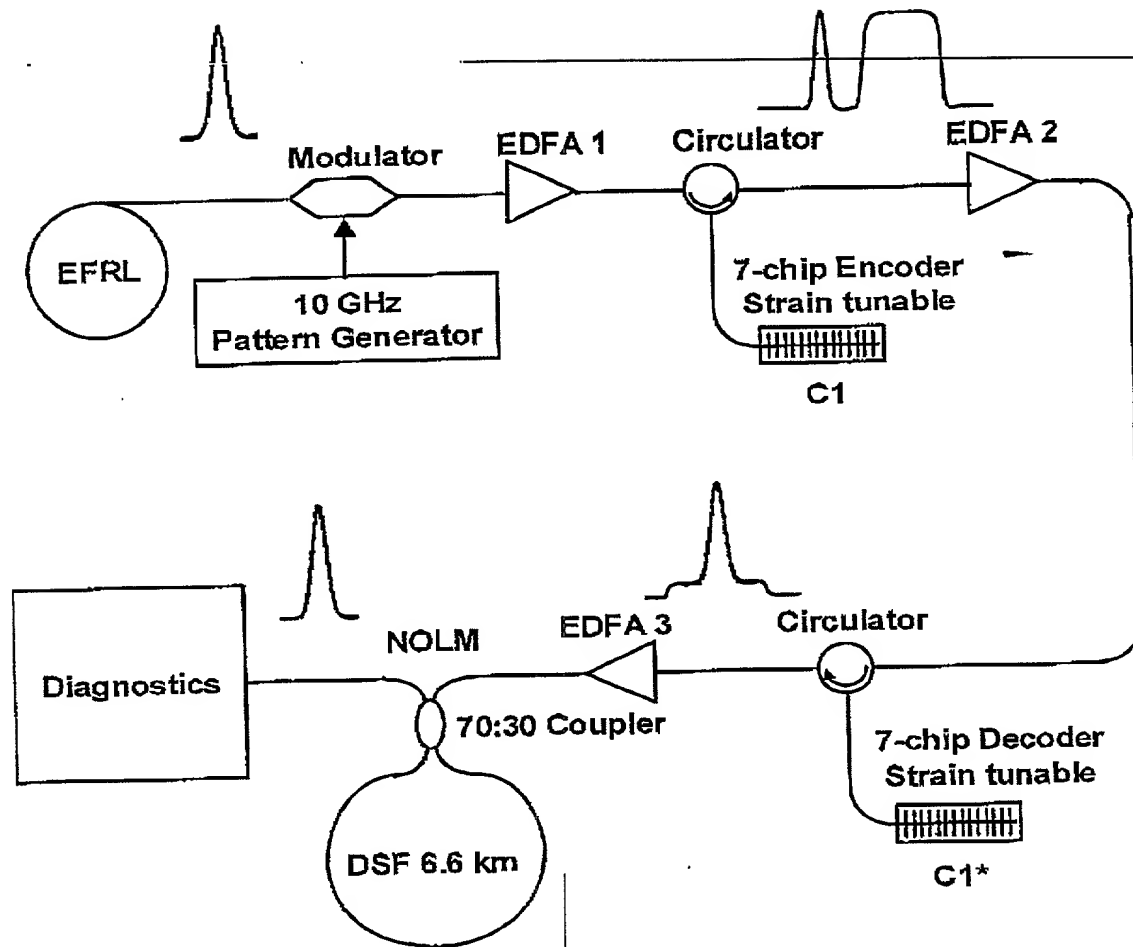 Modulator
EDFA 1
Circulator
EDFA 2
EFRL
10 GHz
Pattern Generator
7-chip Encoder
Strain tunable
C1
Diagnostics
NOLM
EDFA 3
Circulator
70:30 Coupler
7-chip Decoder
Strain tunable
DSF 6.6 km
C1*